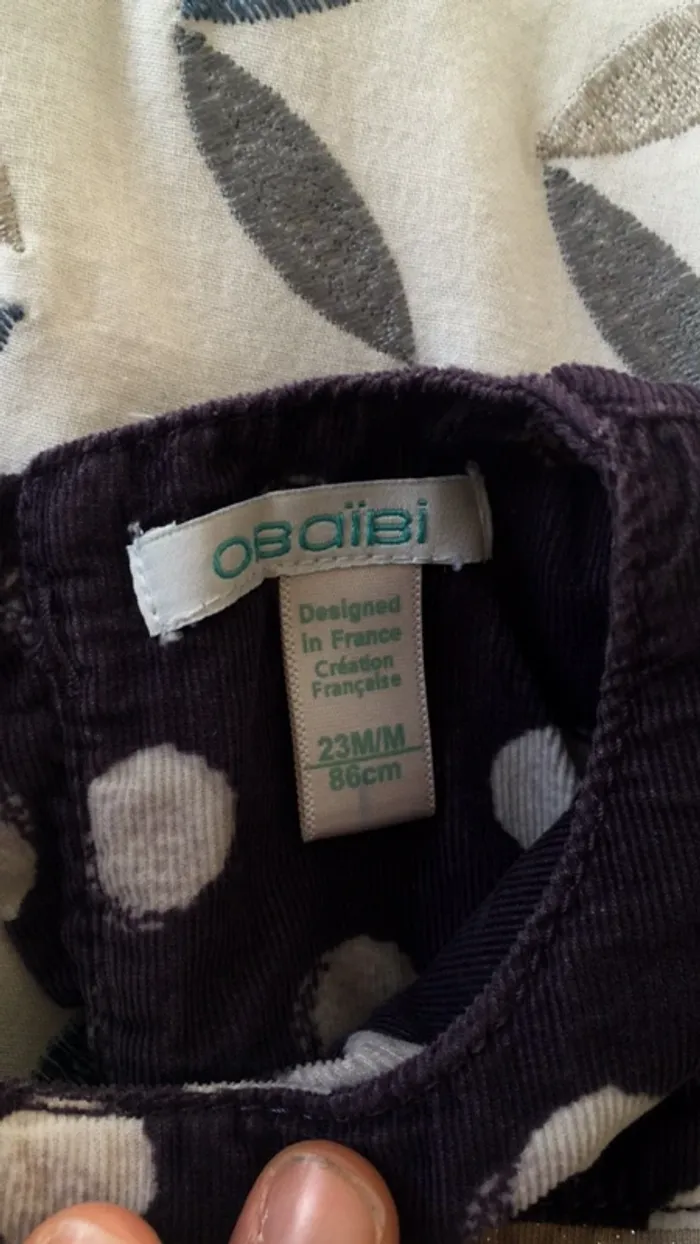 OBaïBi
Designed
in France
Création
Française
23M/M
86cm